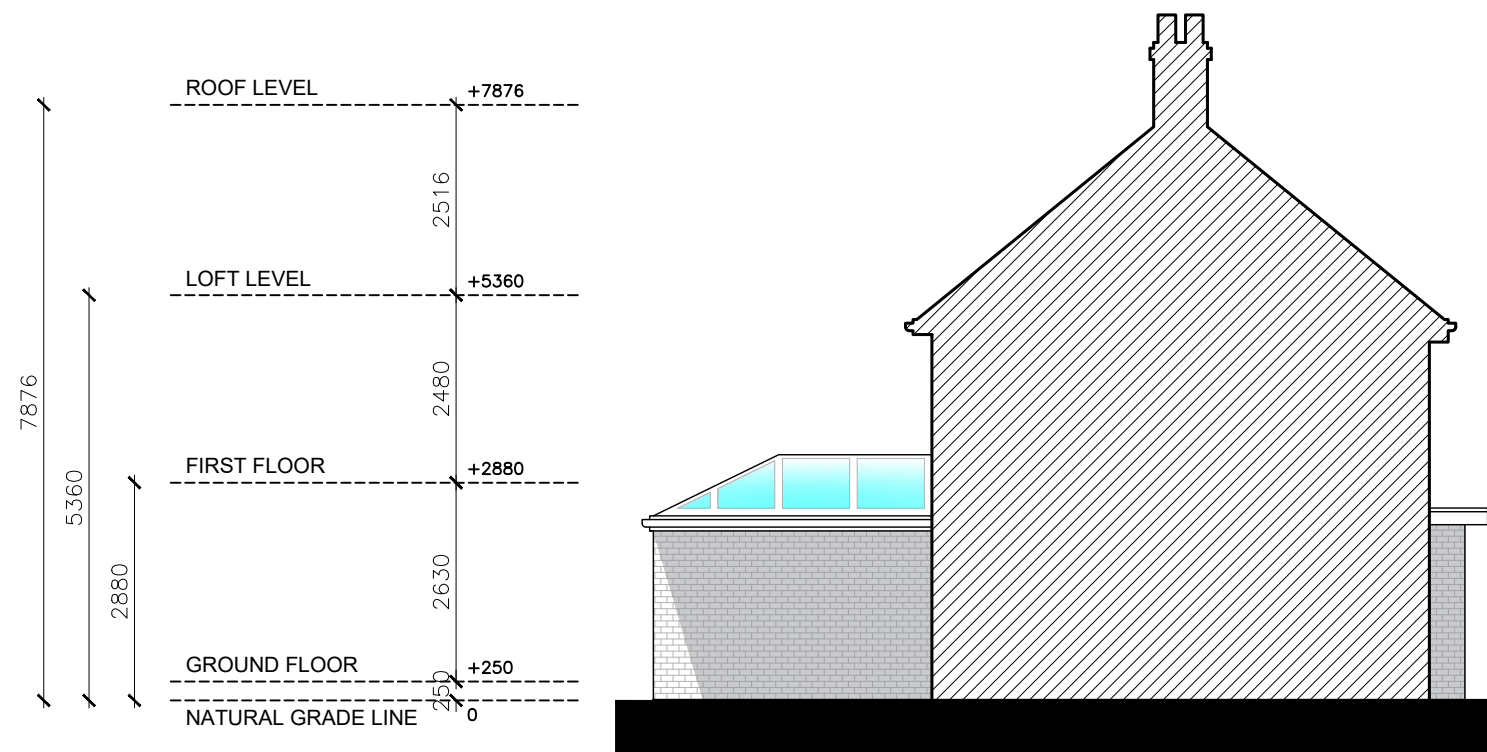 ROOF LEVEL +7876
2516
LOFT LEVEL +5360
7876
2480
FIRST FLOOR +2880
5360
2880
2630
GROUND FLOOR +250
250
NATURAL GRADE LINE 0